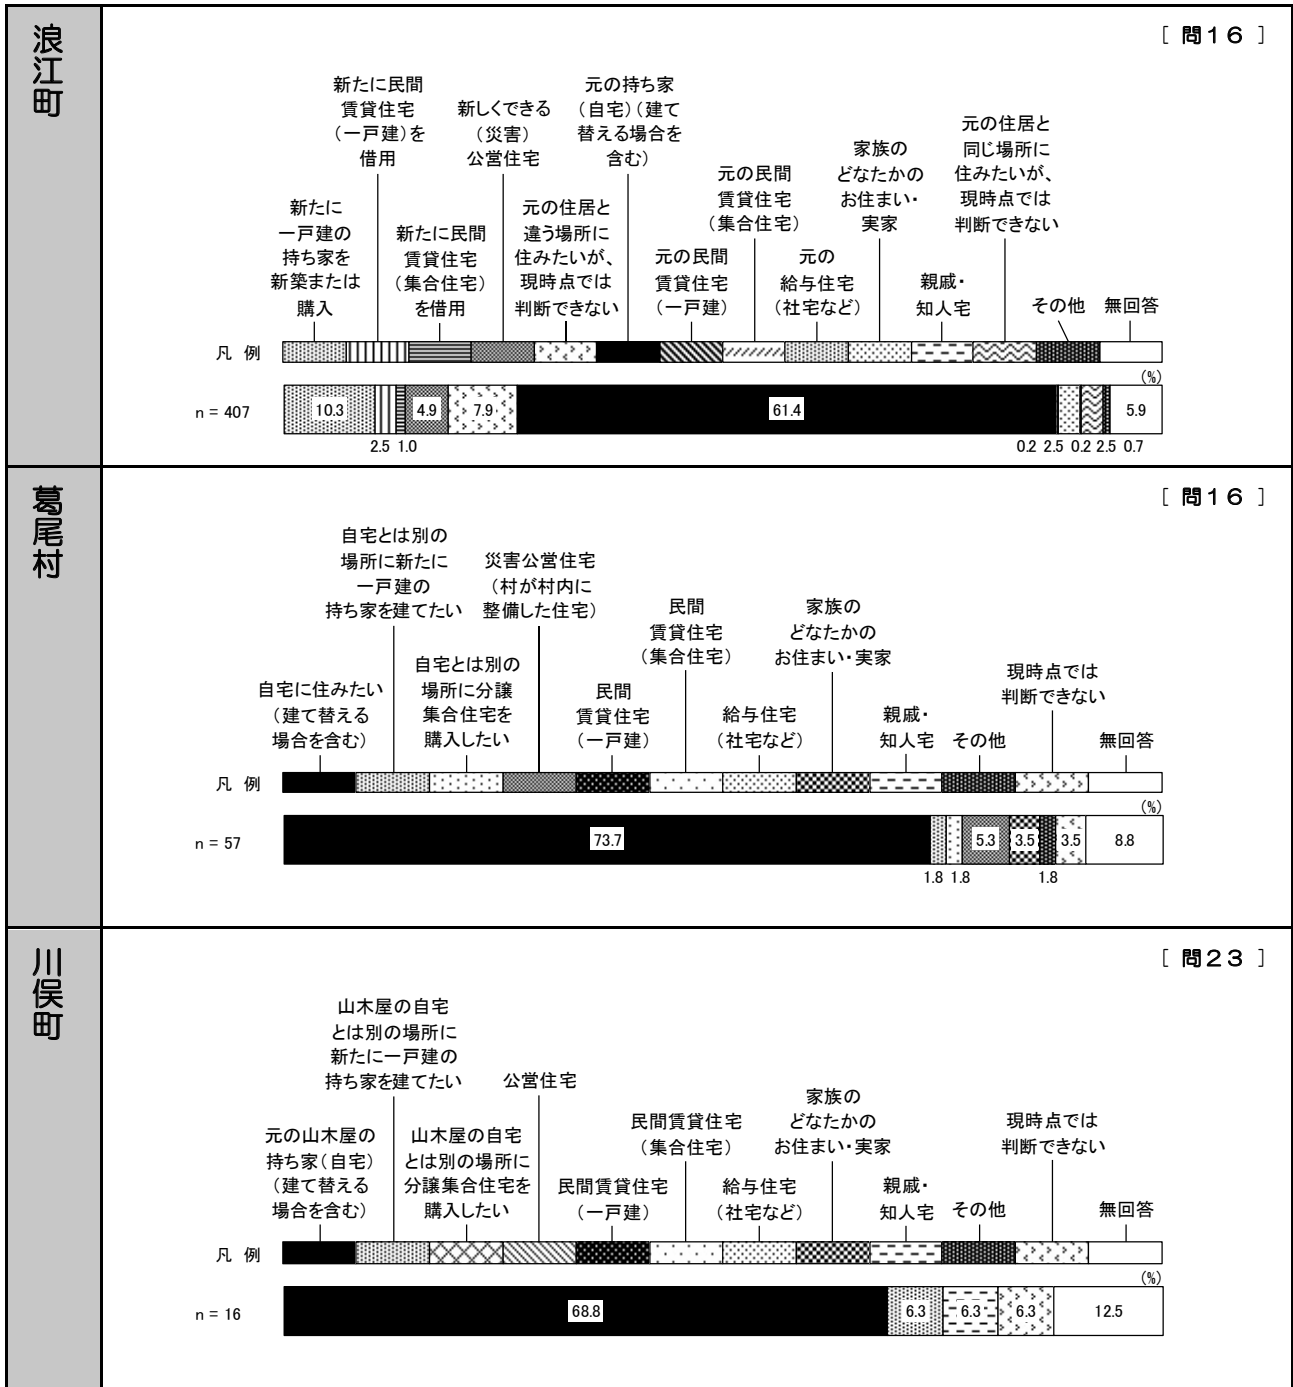 浪江町
[ 問16 ]
新たに
一戸建の
持ち家を
新築または
購入
新たに民間
賃貸住宅
(一戸建)を
借用
新たに民間
賃貸住宅
(集合住宅)
を借用
新しくできる
(災害)
公営住宅
元の住居と
違う場所に
住みたいが、
現時点では
判断できない
元の持ち家
(自宅)(建て
替える場合を
含む)
元の民間
賃貸住宅
(一戸建)
元の民間
賃貸住宅
(集合住宅)
元の
給与住宅
(社宅など)
家族の
どなたかの
お住まい・
実家
親戚・
知人宅
元の住居と
同じ場所に
住みたいが、
現時点では
判断できない
その他
無回答
凡 例
(%)
n = 407
10.3
4.9
7.9
61.4
5.9
2.5 1.0
0.2 2.5 0.2 2.5 0.7
葛尾村
[ 問16 ]
自宅に住みたい
(建て替える
場合を含む)
自宅とは別の
場所に新たに
一戸建の
持ち家を建てたい
自宅とは別の
場所に分譲
集合住宅を
購入したい
災害公営住宅
(村が村内に
整備した住宅)
民間
賃貸住宅
(一戸建)
民間
賃貸住宅
(集合住宅)
給与住宅
(社宅など)
家族の
どなたかの
お住まい・実家
親戚・
知人宅
その他
現時点では
判断できない
無回答
凡 例
(%)
n = 57
73.7
5.3
3.5
3.5
8.8
1.8 1.8
1.8
川俣町
[ 問23 ]
元の山木屋の
持ち家(自宅)
(建て替える
場合を含む)
山木屋の自宅
とは別の場所に
新たに一戸建の
持ち家を建てたい
山木屋の自宅
とは別の場所に
分譲集合住宅を
購入したい
公営住宅
民間賃貸住宅
(一戸建)
民間賃貸住宅
(集合住宅)
給与住宅
(社宅など)
家族の
どなたかの
お住まい・実家
親戚・
知人宅
その他
現時点では
判断できない
無回答
凡 例
(%)
n = 16
68.8
6.3
6.3
6.3
12.5